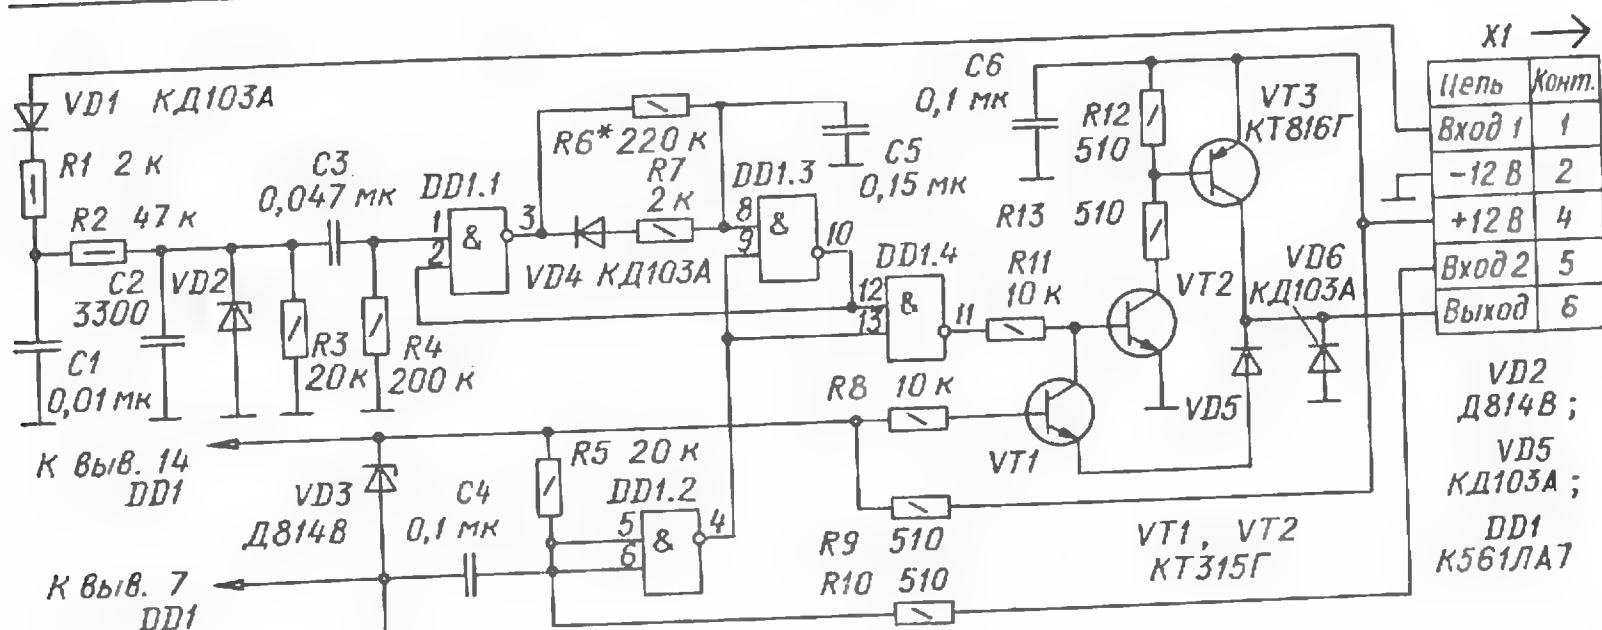 X1
Цепь Конт.
Вход 1 1
-12 В 2
+12 В 4
Вход 2 5
Выход 6
VD1 КД103А
R1 2 к
R2 47 к
C3
0,047 мк
C2
3300
VD2
C1
0,01 мк
R3
20 к
R4
200 к
DD1.1
1
2
&
3
R6* 220 к
R7
2 к
VD4 КД103А
C5
0,15 мк
DD1.3
8
9
&
10
C6
0,1 мк
R12
510
VT3
КТ816Г
R13 510
DD1.4
12
13
&
11
R11
10 к
VT2
VD6
КД103А
R8 10 к
VT1
VD5
К выв. 14
DD1
VD3
Д814В
C4
0,1 мк
R5 20 к
DD1.2
5
6
&
4
R9 510
R10 510
К выв. 7
DD1
VT1, VT2
КТ315Г
VD2
Д814В;
VD5
КД103А;
DD1
К561ЛА7